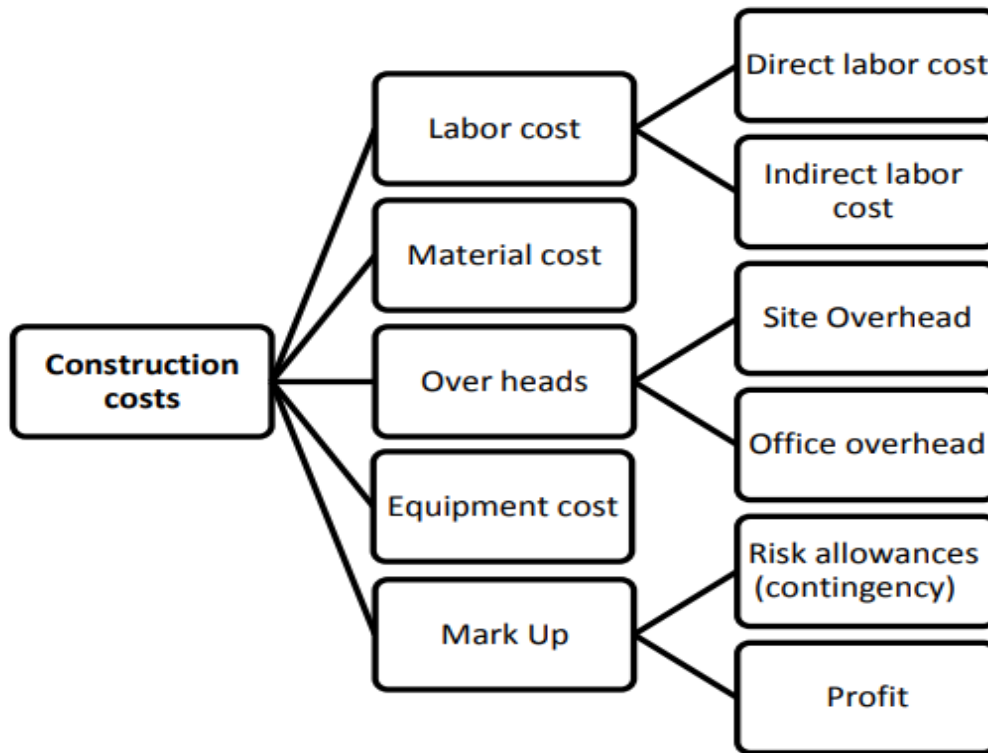 Construction
costs
Labor cost
Material cost
Over heads
Equipment cost
Mark Up
Direct labor cost
Indirect labor
cost
Site Overhead
Office overhead
Risk allowances
(contingency)
Profit